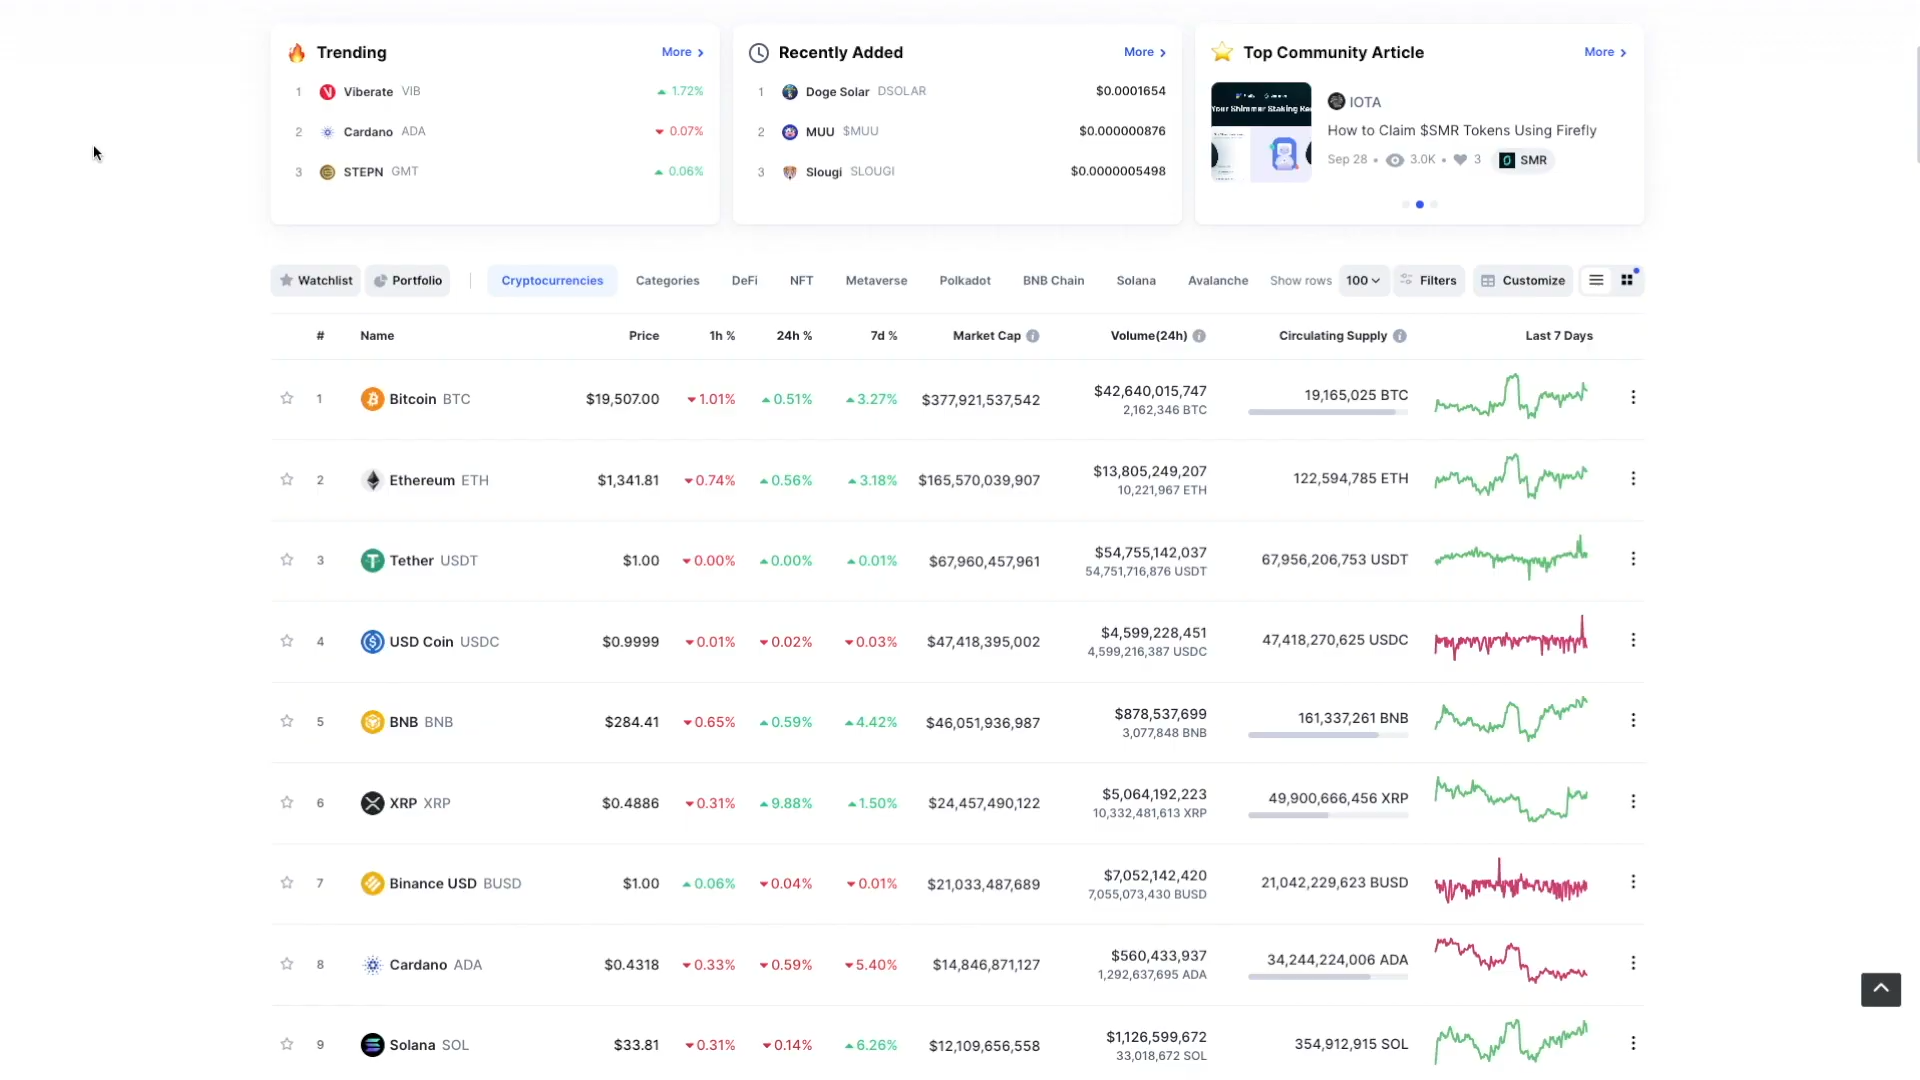 Trending More
1 Viberate VIB 1.72%
2 Cardano ADA 0.07%
3 STEPN GMT 0.06%
Recently Added More
1 Doge Solar DSOLAR $0.0001654
2 MUU $MUU $0.000000876
3 Slougi SLOUGI $0.0000005498
Top Community Article More
Your Shimmer Staking Re
IOTA
How to Claim $SMR Tokens Using Firefly
Sep 28 • 3.0K • 3 SMR
Watchlist Portfolio Cryptocurrencies Categories DeFi NFT Metaverse Polkadot BNB Chain Solana Avalanche Show rows 100 Filters Customize
# Name Price 1h % 24h % 7d % Market Cap Volume(24h) Circulating Supply Last 7 Days
1 Bitcoin BTC $19,507.00 1.01% 0.51% 3.27% $377,921,537,542 $42,640,015,747 19,165,025 BTC
2,162,346 BTC
2 Ethereum ETH $1,341.81 0.74% 0.56% 3.18% $165,570,039,907 $13,805,249,207 122,594,785 ETH
10,221,967 ETH
3 Tether USDT $1.00 0.00% 0.00% 0.01% $67,960,457,961 $54,755,142,037 67,956,206,753 USDT
54,751,716,876 USDT
4 USD Coin USDC $0.9999 0.01% 0.02% 0.03% $47,418,395,002 $4,599,228,451 47,418,270,625 USDC
4,599,216,387 USDC
5 BNB BNB $284.41 0.65% 0.59% 4.42% $46,051,936,987 $878,537,699 161,337,261 BNB
3,077,848 BNB
6 XRP XRP $0.4886 0.31% 9.88% 1.50% $24,457,490,122 $5,064,192,223 49,900,666,456 XRP
10,332,481,613 XRP
7 Binance USD BUSD $1.00 0.06% 0.04% 0.01% $21,033,487,689 $7,052,142,420 21,042,229,623 BUSD
7,055,073,430 BUSD
8 Cardano ADA $0.4318 0.33% 0.59% 5.40% $14,846,871,127 $560,433,937 34,244,224,006 ADA
1,292,637,695 ADA
9 Solana SOL $33.81 0.31% 0.14% 6.26% $12,109,656,558 $1,126,599,672 354,912,915 SOL
33,018,672 SOL